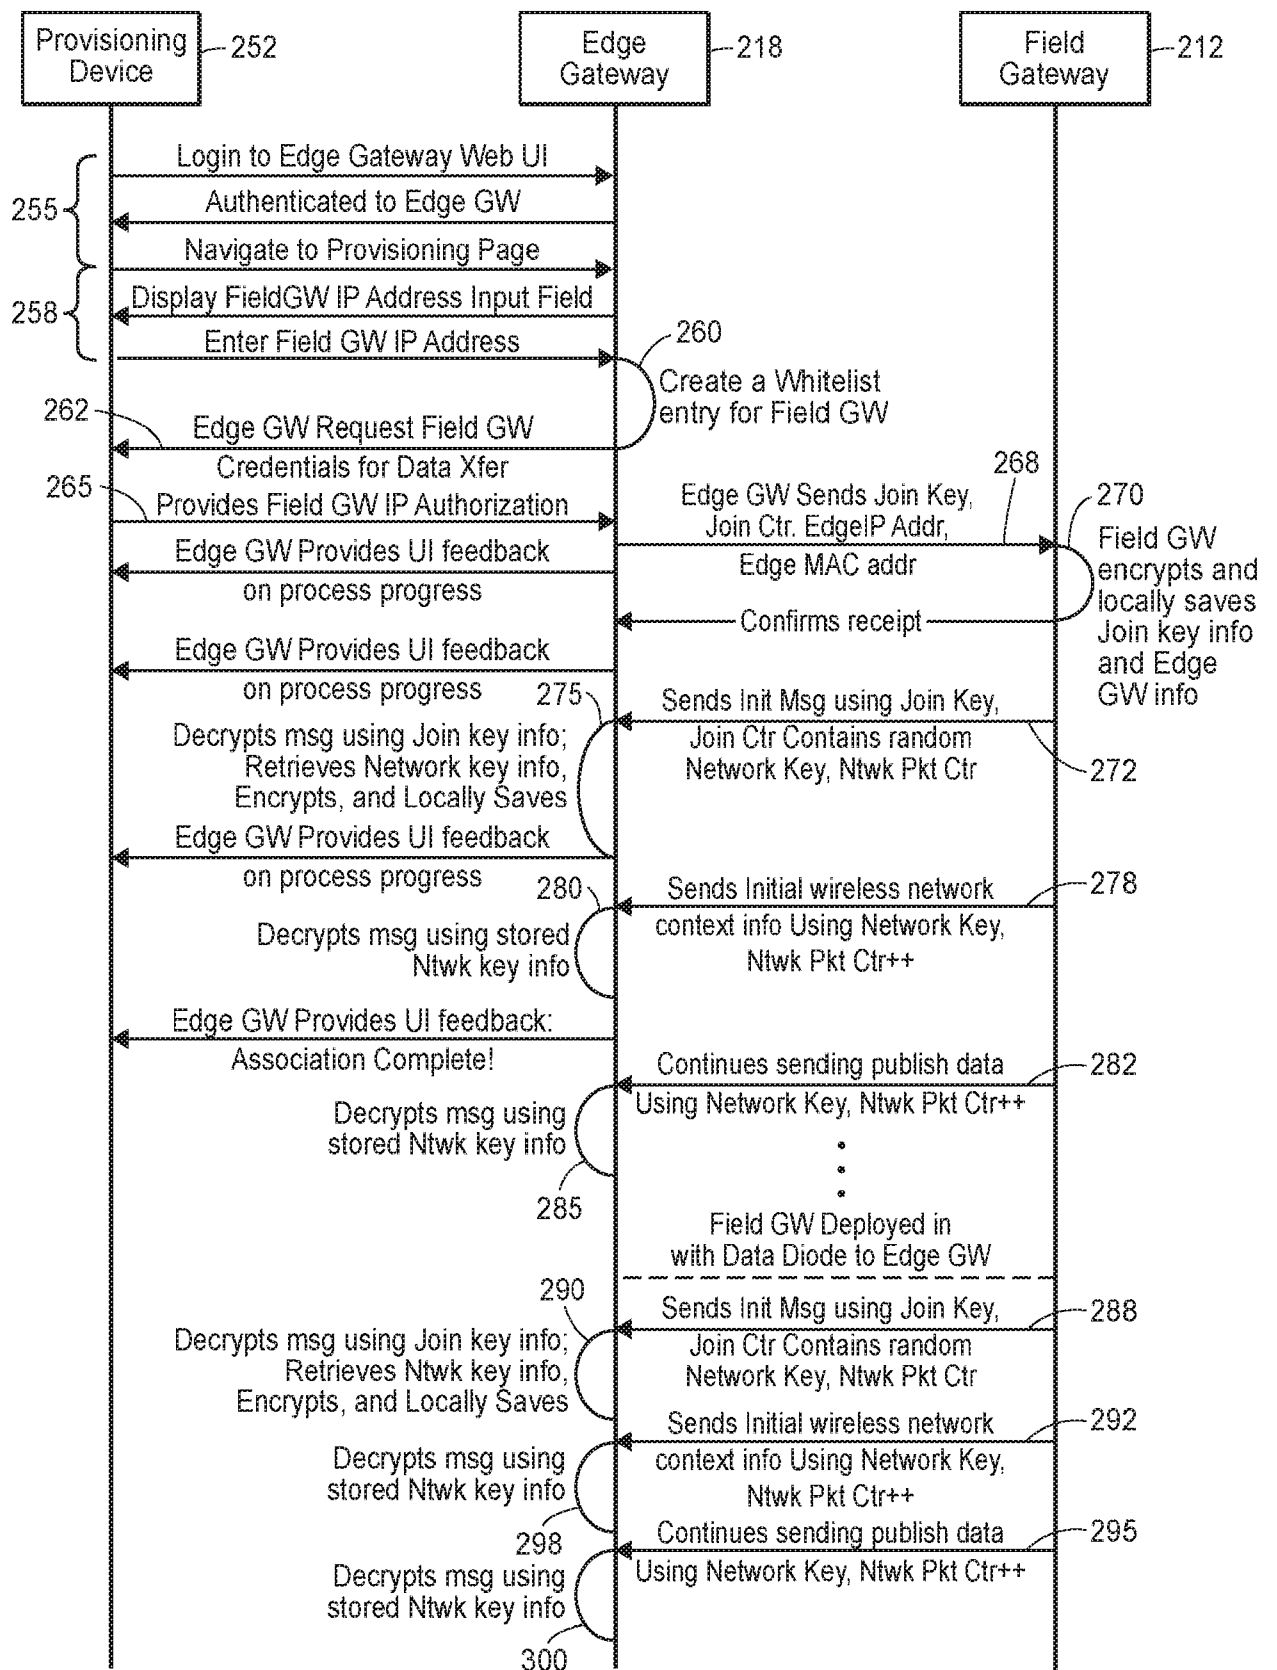 Provisioning
Device
252
Edge
Gateway
218
Field
Gateway
212
Login to Edge Gateway Web UI
Authenticated to Edge GW
255
Navigate to Provisioning Page
Display FieldGW IP Address Input Field
258
Enter Field GW IP Address
260
Create a Whitelist
entry for Field GW
262
Edge GW Request Field GW
Credentials for Data Xfer
265
Provides Field GW IP Authorization
Edge GW Sends Join Key,
Join Ctr. EdgeIP Addr,
Edge MAC addr
268
270
Field GW
encrypts and
locally saves
Join key info
and Edge
GW info
Edge GW Provides UI feedback
on process progress
Confirms receipt
Edge GW Provides UI feedback
on process progress
275
Sends Init Msg using Join Key,
Join Ctr Contains random
Network Key, Ntwk Pkt Ctr
272
Decrypts msg using Join key info;
Retrieves Network key info,
Encrypts, and Locally Saves
Edge GW Provides UI feedback
on process progress
280
Sends Initial wireless network
context info Using Network Key,
Ntwk Pkt Ctr++
278
Decrypts msg using stored
Ntwk key info
Edge GW Provides UI feedback:
Association Complete!
Continues sending publish data
Using Network Key, Ntwk Pkt Ctr++
282
Decrypts msg using
stored Ntwk key info
285
Field GW Deployed in
with Data Diode to Edge GW
290
Sends Init Msg using Join Key,
Join Ctr Contains random
Network Key, Ntwk Pkt Ctr
288
Decrypts msg using Join key info;
Retrieves Ntwk key info,
Encrypts, and Locally Saves
Sends Initial wireless network
context info Using Network Key,
Ntwk Pkt Ctr++
292
Decrypts msg using
stored Ntwk key info
298
Continues sending publish data
Using Network Key, Ntwk Pkt Ctr++
295
Decrypts msg using
stored Ntwk key info
300